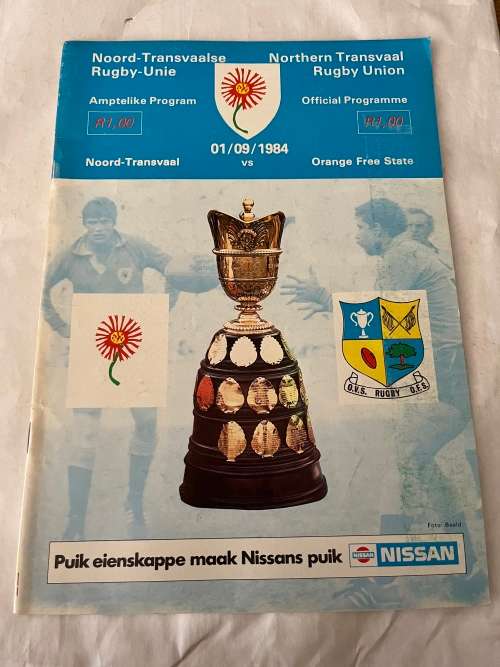 Noord-Transvaalse
Rugby-Unie
Northern Transvaal
Rugby Union
Amptelike Program
R1,00
Official Programme
R1,00
01/09/1984
Noord-Transvaal
vs
Orange Free State
O.V.S. RUGBY O.F.S.
Foto: Beeld
Puik eienskappe maak Nissans puik
NISSAN
NISSAN